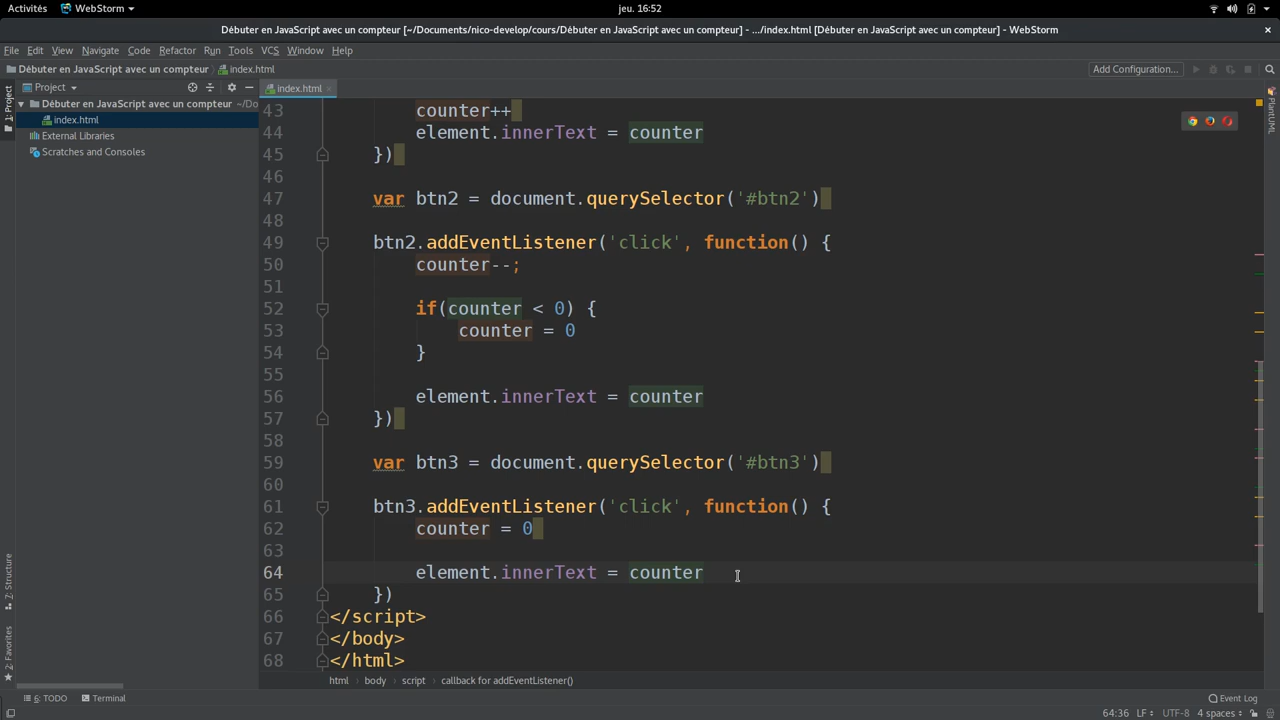 Activités
WebStorm
jeu. 16:52
Débuter en JavaScript avec un compteur [~/Documents/nico-develop/cours/Débuter en JavaScript avec un compteur] - .../index.html [Débuter en JavaScript avec un compteur] - WebStorm
File Edit View Navigate Code Refactor Run Tools VCS Window Help
Débuter en JavaScript avec un compteur index.html
Add Configuration...
1: Project
Project
index.html
PlantUML
Débuter en JavaScript avec un compteur ~/Do
index.html
External Libraries
Scratches and Consoles
43 counter++
44 element.innerText = counter
45 })
46
47 var btn2 = document.querySelector('#btn2')
48
49 btn2.addEventListener('click', function() {
50 counter--;
51
52 if(counter < 0) {
53 counter = 0
54 }
55
56 element.innerText = counter
57 })
58
59 var btn3 = document.querySelector('#btn3')
60
61 btn3.addEventListener('click', function() {
62 counter = 0
63
64 element.innerText = counter
65 })
66 </script>
67 </body>
68 </html>
Z: Structure
2: Favorites
html body script callback for addEventListener()
6: TODO Terminal
Event Log
64:36 LF UTF-8 4 spaces